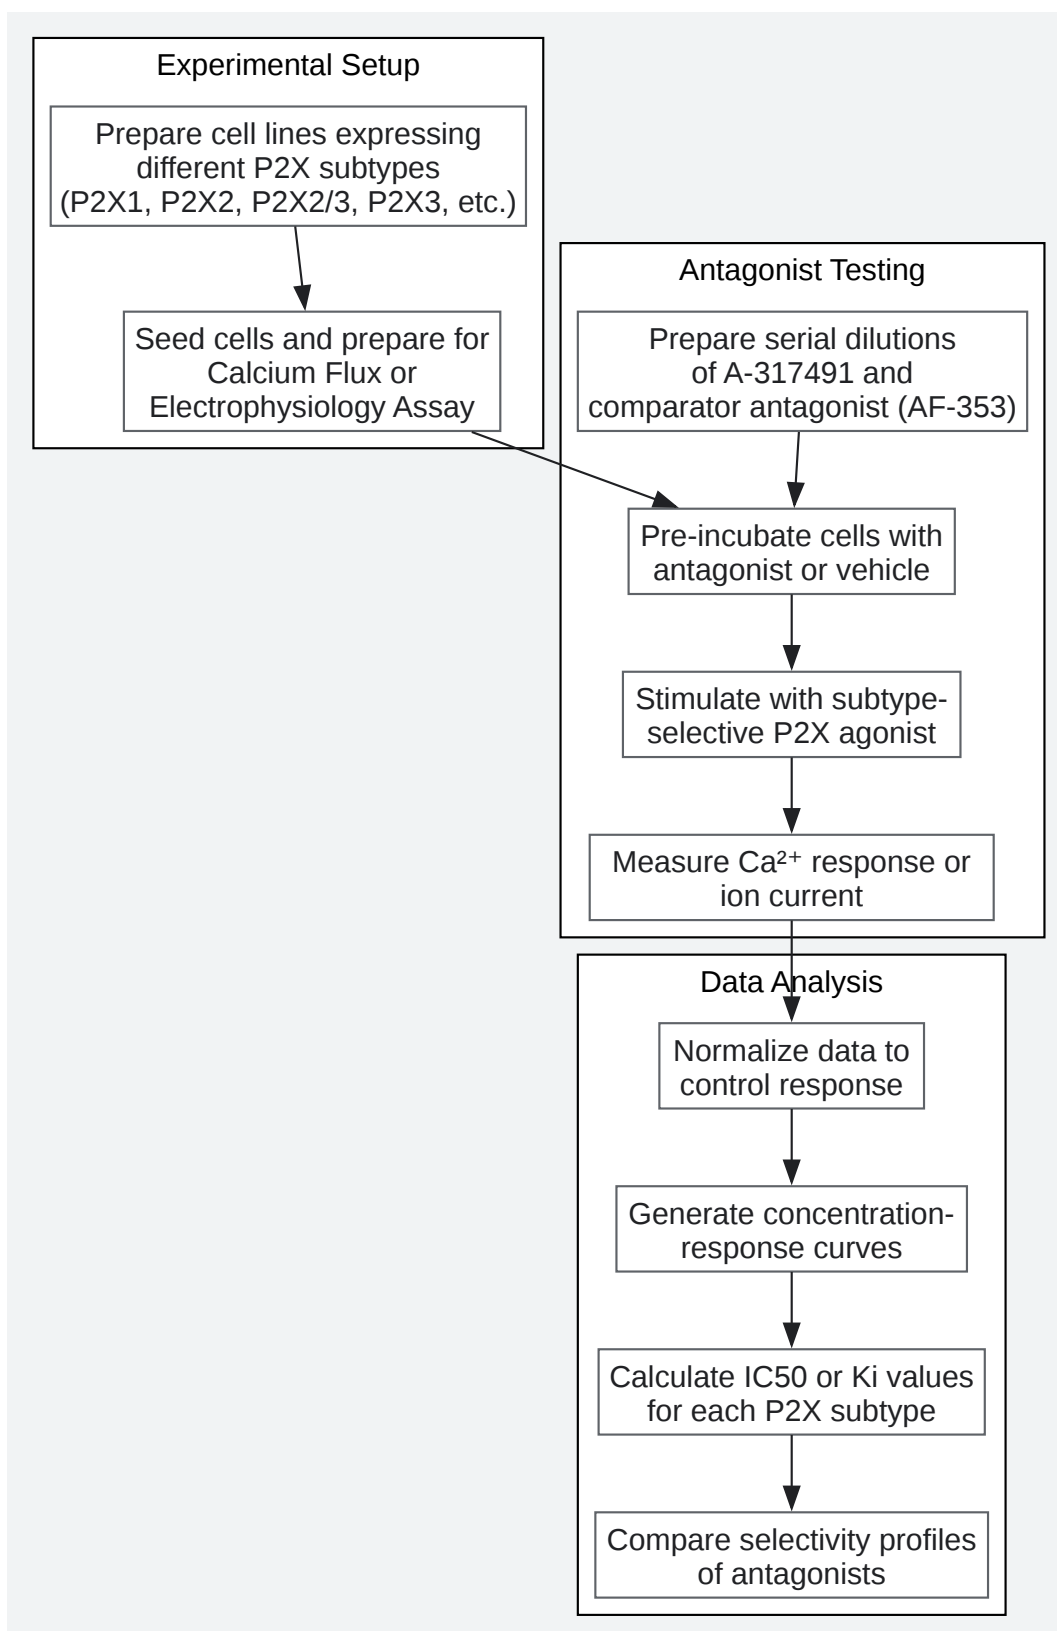 Experimental Setup
Prepare cell lines expressing
different P2X subtypes
(P2X1, P2X2, P2X2/3, P2X3, etc.)
Seed cells and prepare for
Calcium Flux or
Electrophysiology Assay
Antagonist Testing
Prepare serial dilutions
of A-317491 and
comparator antagonist (AF-353)
Pre-incubate cells with
antagonist or vehicle
Stimulate with subtype-
selective P2X agonist
Measure Ca²⁺ response or
ion current
Data Analysis
Normalize data to
control response
Generate concentration-
response curves
Calculate IC50 or Ki values
for each P2X subtype
Compare selectivity profiles
of antagonists